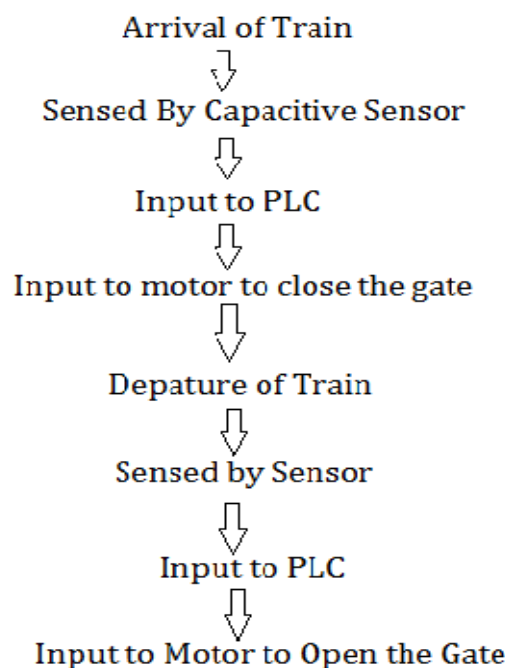 Arrival of Train
Sensed By Capacitive Sensor
Input to PLC
Input to motor to close the gate
Depature of Train
Sensed by Sensor
Input to PLC
Input to Motor to Open the Gate